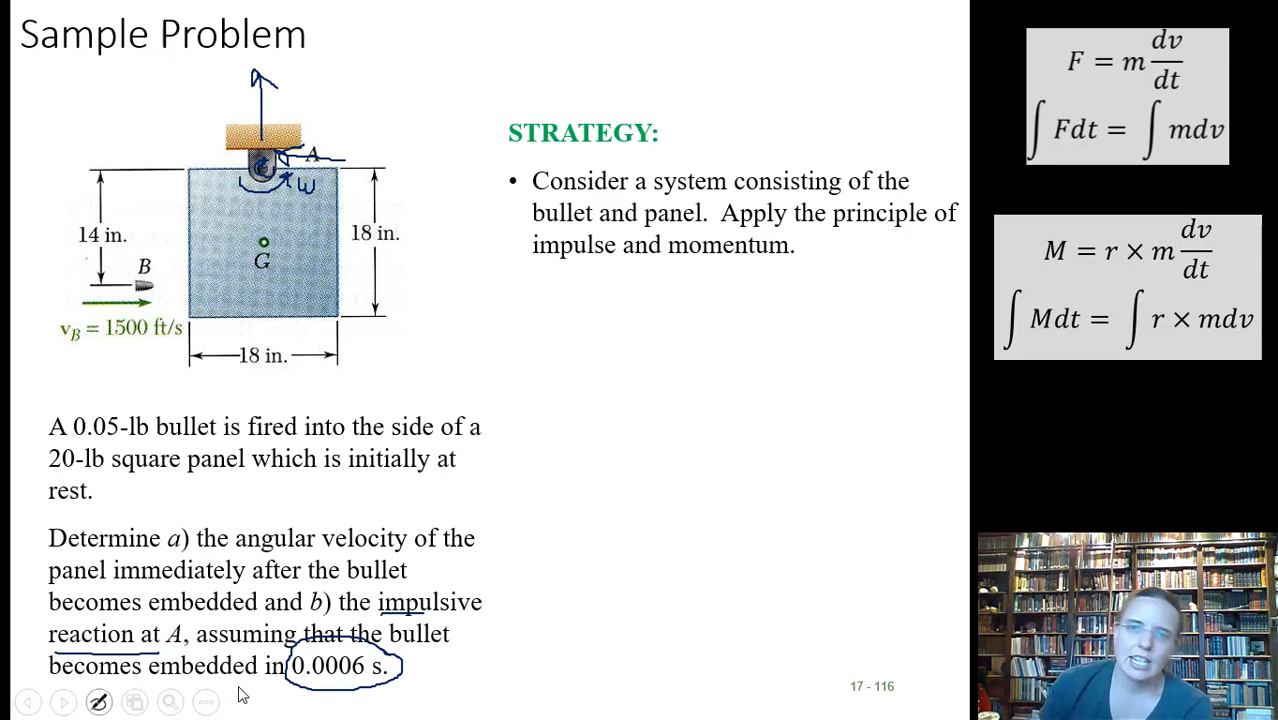 Sample Problem
A
ω
14 in.
18 in.
B
G
v_B = 1500 ft/s
18 in.
A 0.05-lb bullet is fired into the side of a
20-lb square panel which is initially at
rest.
Determine a) the angular velocity of the
panel immediately after the bullet
becomes embedded and b) the impulsive
reaction at A, assuming that the bullet
becomes embedded in 0.0006 s.
STRATEGY:
• Consider a system consisting of the
bullet and panel. Apply the principle of
impulse and momentum.
17 - 116
F = m dv/dt
∫ Fdt = ∫ mdv
M = r × m dv/dt
∫ Mdt = ∫ r × mdv